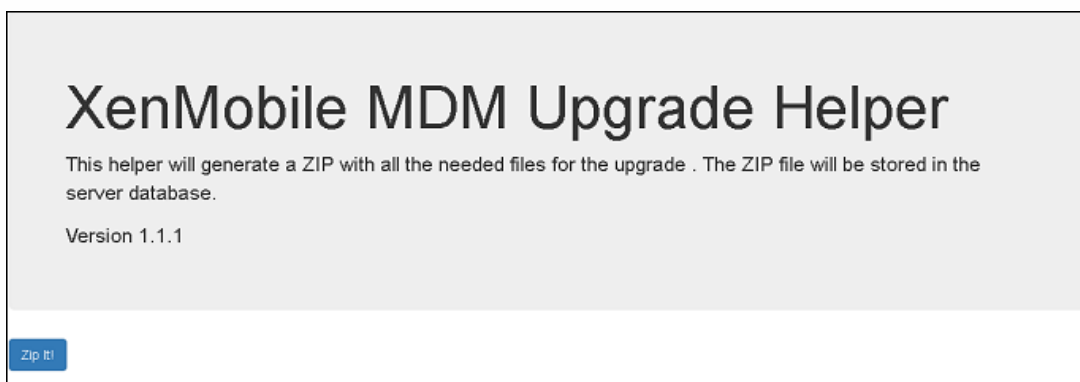 XenMobile MDM Upgrade Helper
This helper will generate a ZIP with all the needed files for the upgrade . The ZIP file will be stored in the
server database.
Version 1.1.1
Zip It!